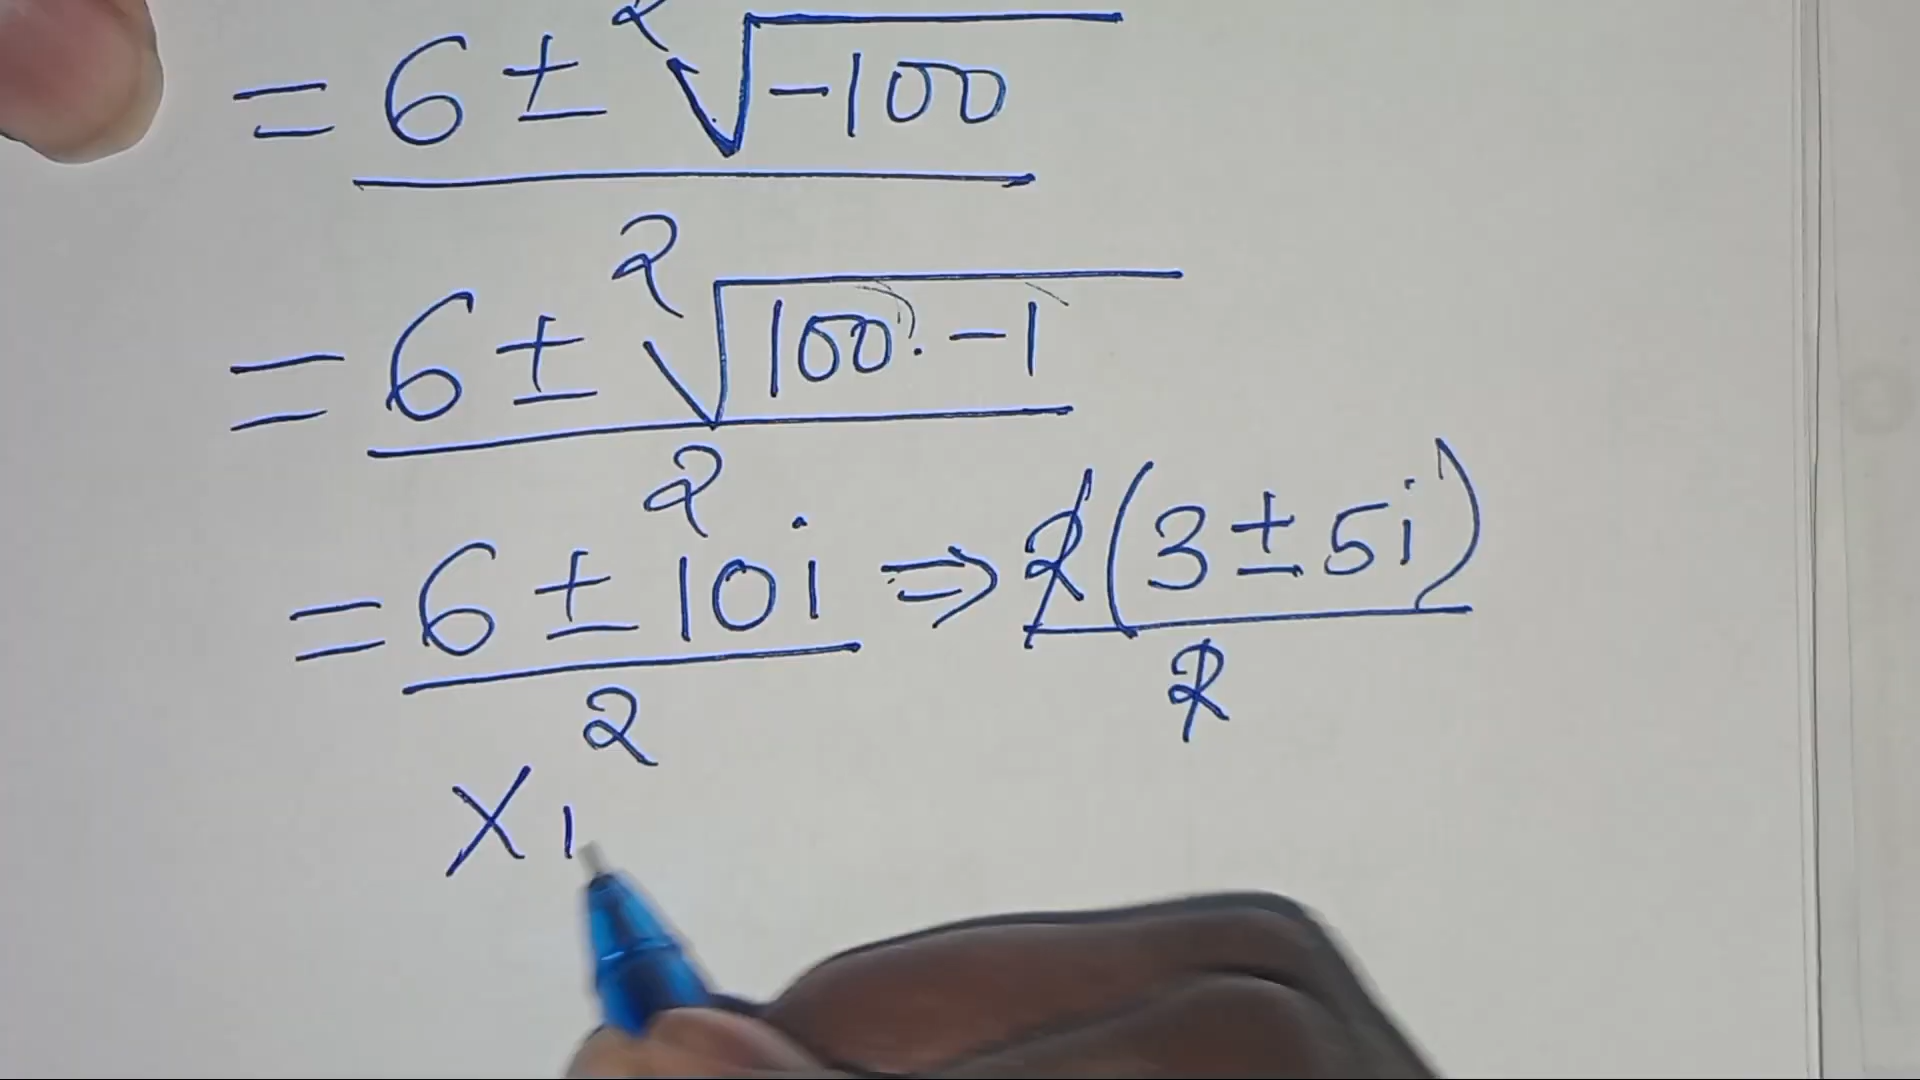 = 6 ± ²√-100
2
= 6 ± √100·-1
2
= 6 ± 10i ⇒ 2(3 ± 5i)
2 2
X1